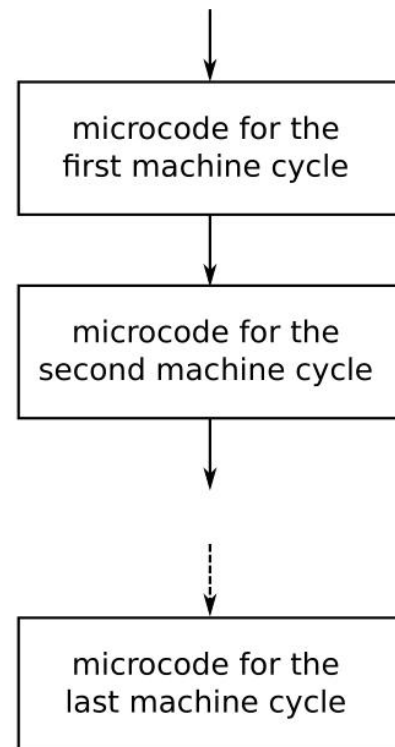 microcode for the
first machine cycle
microcode for the
second machine cycle
microcode for the
last machine cycle